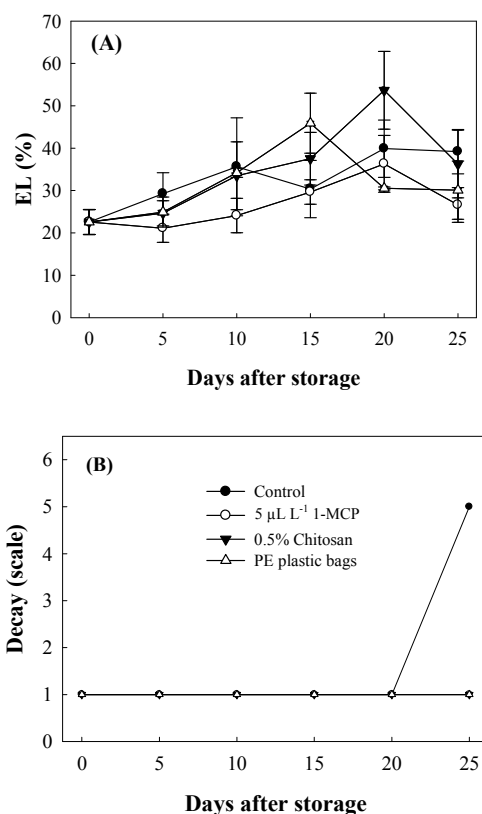 (A)
70
60
50
40
30
20
10
0
EL (%)
0 5 10 15 20 25
Days after storage
(B)
6
5
4
3
2
1
0
Decay (scale)
Control
5 µL L⁻¹ 1-MCP
0.5% Chitosan
PE plastic bags
0 5 10 15 20 25
Days after storage